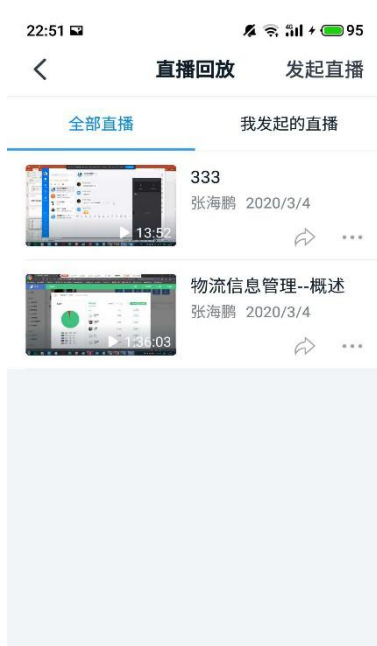 22:51
95
直播回放
发起直播
全部直播
我发起的直播
333
张海鹏 2020/3/4
13:52
物流信息管理--概述
张海鹏 2020/3/4
1:36:03